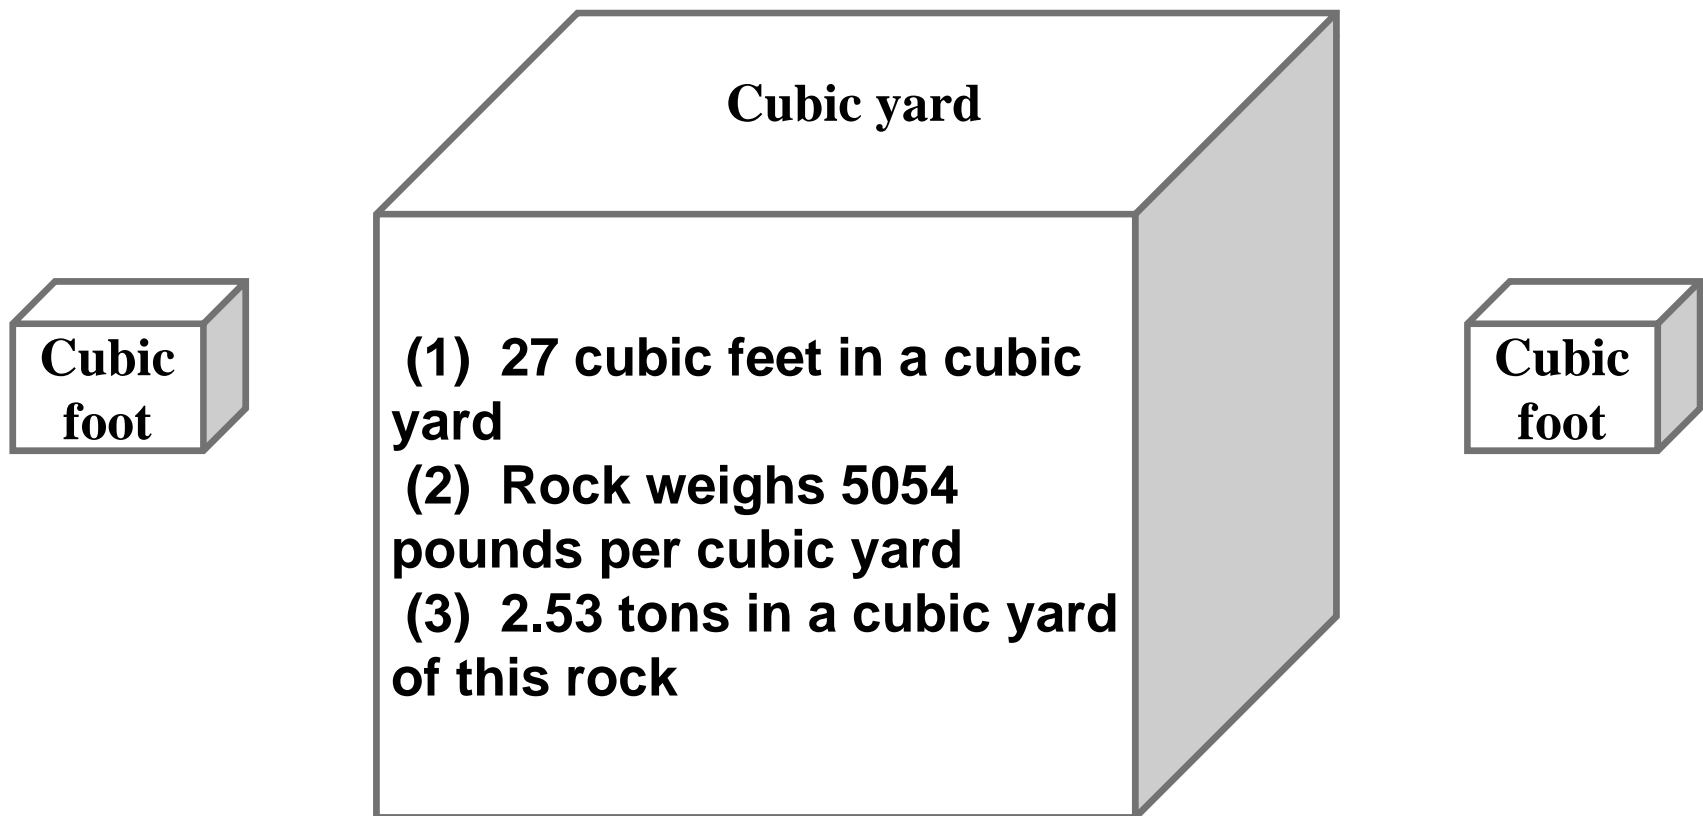 Cubic yard
Cubic
foot
(1) 27 cubic feet in a cubic
yard
(2) Rock weighs 5054
pounds per cubic yard
(3) 2.53 tons in a cubic yard
of this rock
Cubic
foot